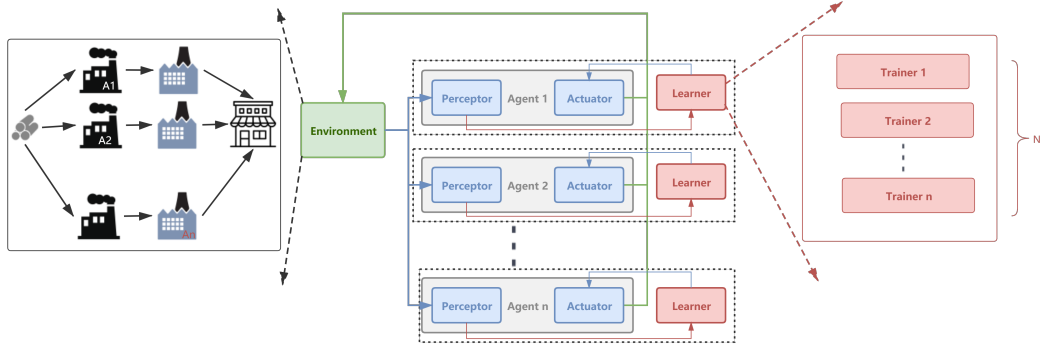 A1
A2
An
Environment
Perceptor Agent 1 Actuator Learner
Perceptor Agent 2 Actuator Learner
Perceptor Agent n Actuator Learner
Trainer 1
Trainer 2
Trainer n
N